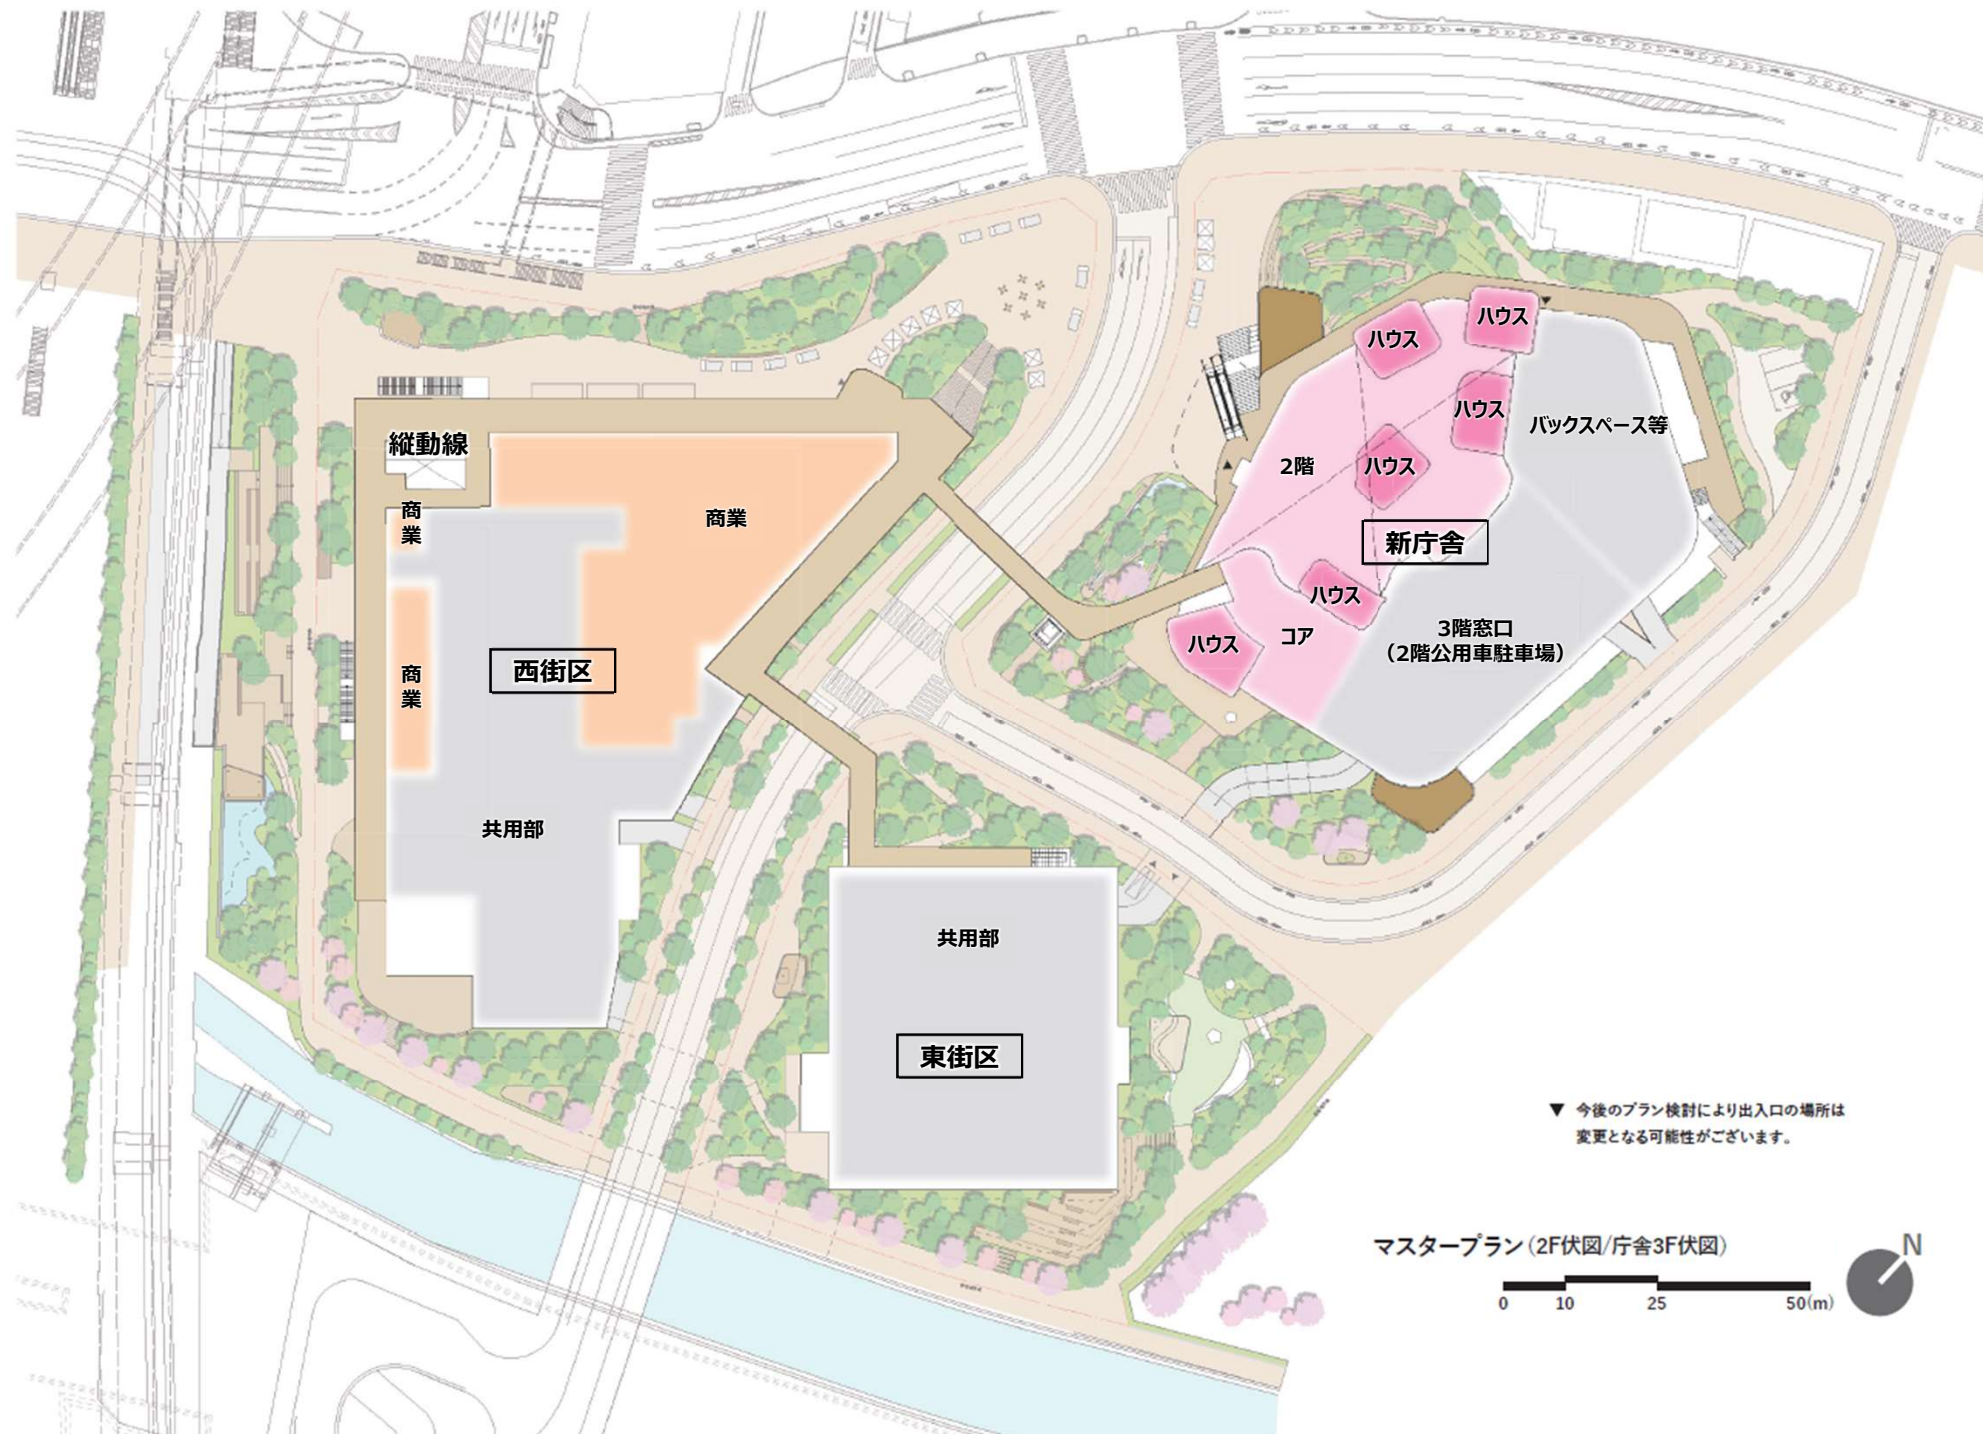 縦動線
商
業
商業
商
業
西街区
共用部
ハウス
ハウス
ハウス
バックスペース等
2階
ハウス
新庁舎
ハウス
ハウス
コア
3階窓口
（2階公用車駐車場）
共用部
東街区
▼ 今後のプラン検討により出入口の場所は
変更となる可能性がございます。
マスタープラン（2F伏図/庁舎3F伏図）
N
0 10 25 50(m)